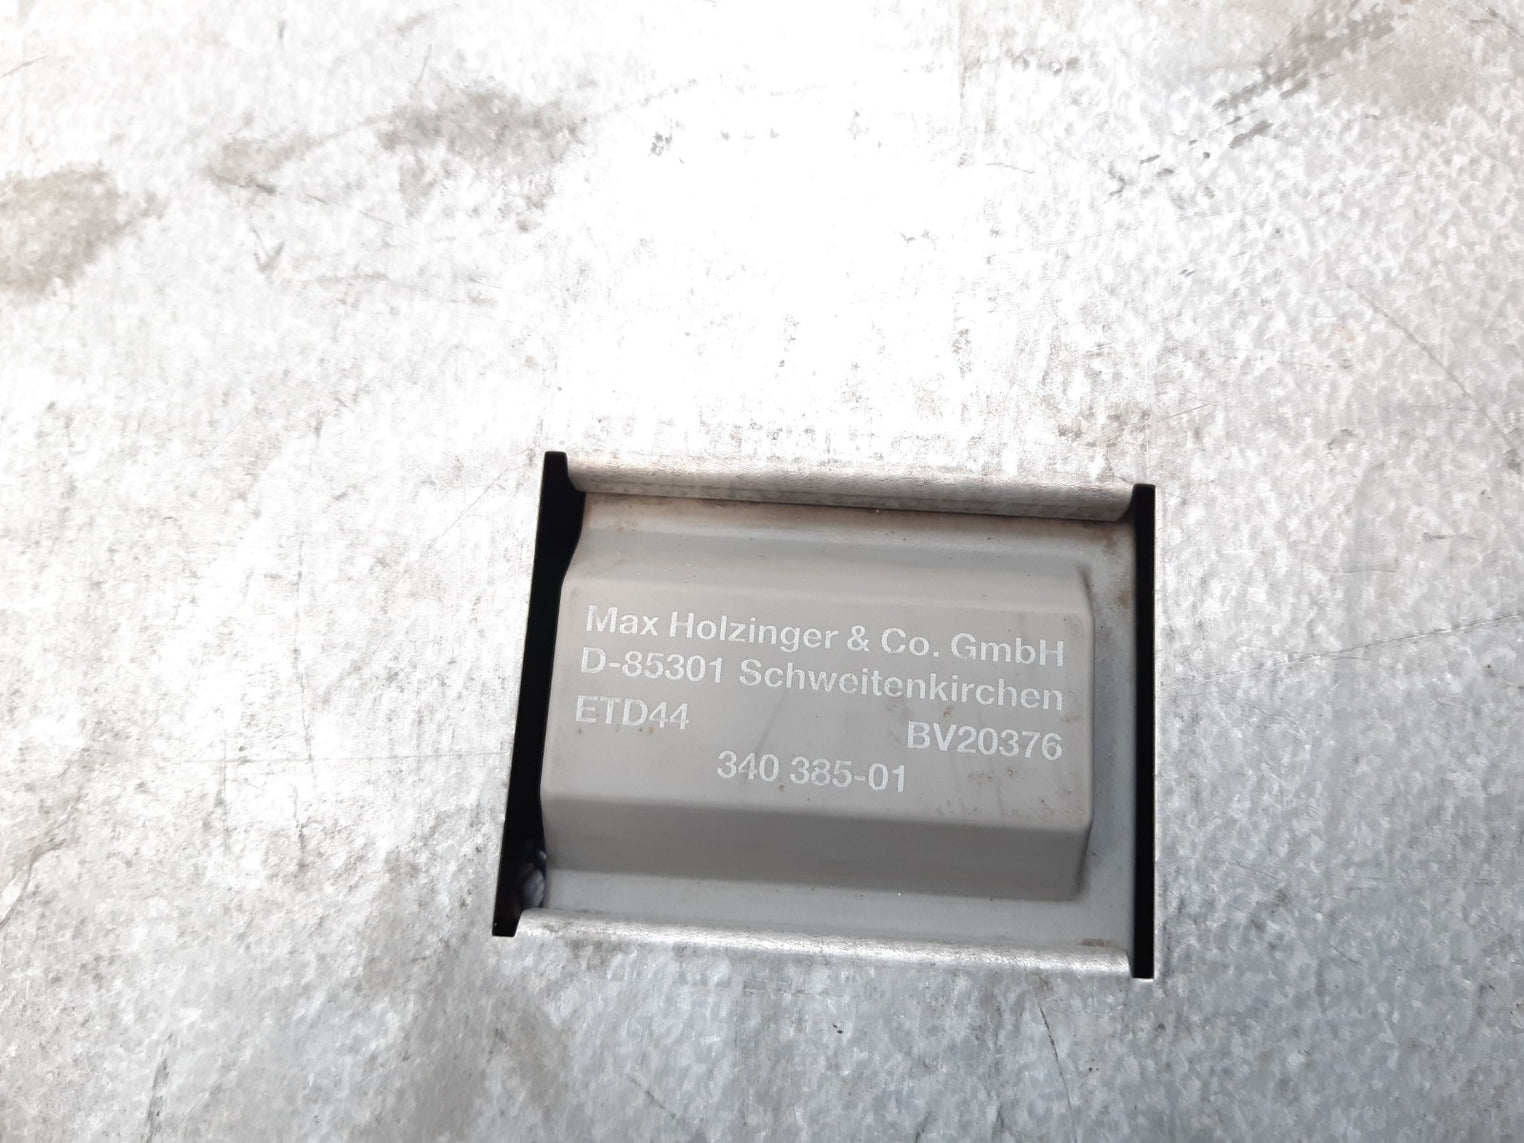 Max Holzinger & Co. GmbH
D-85301 Schweitenkirchen
ETD44 BV20376
340 385-01